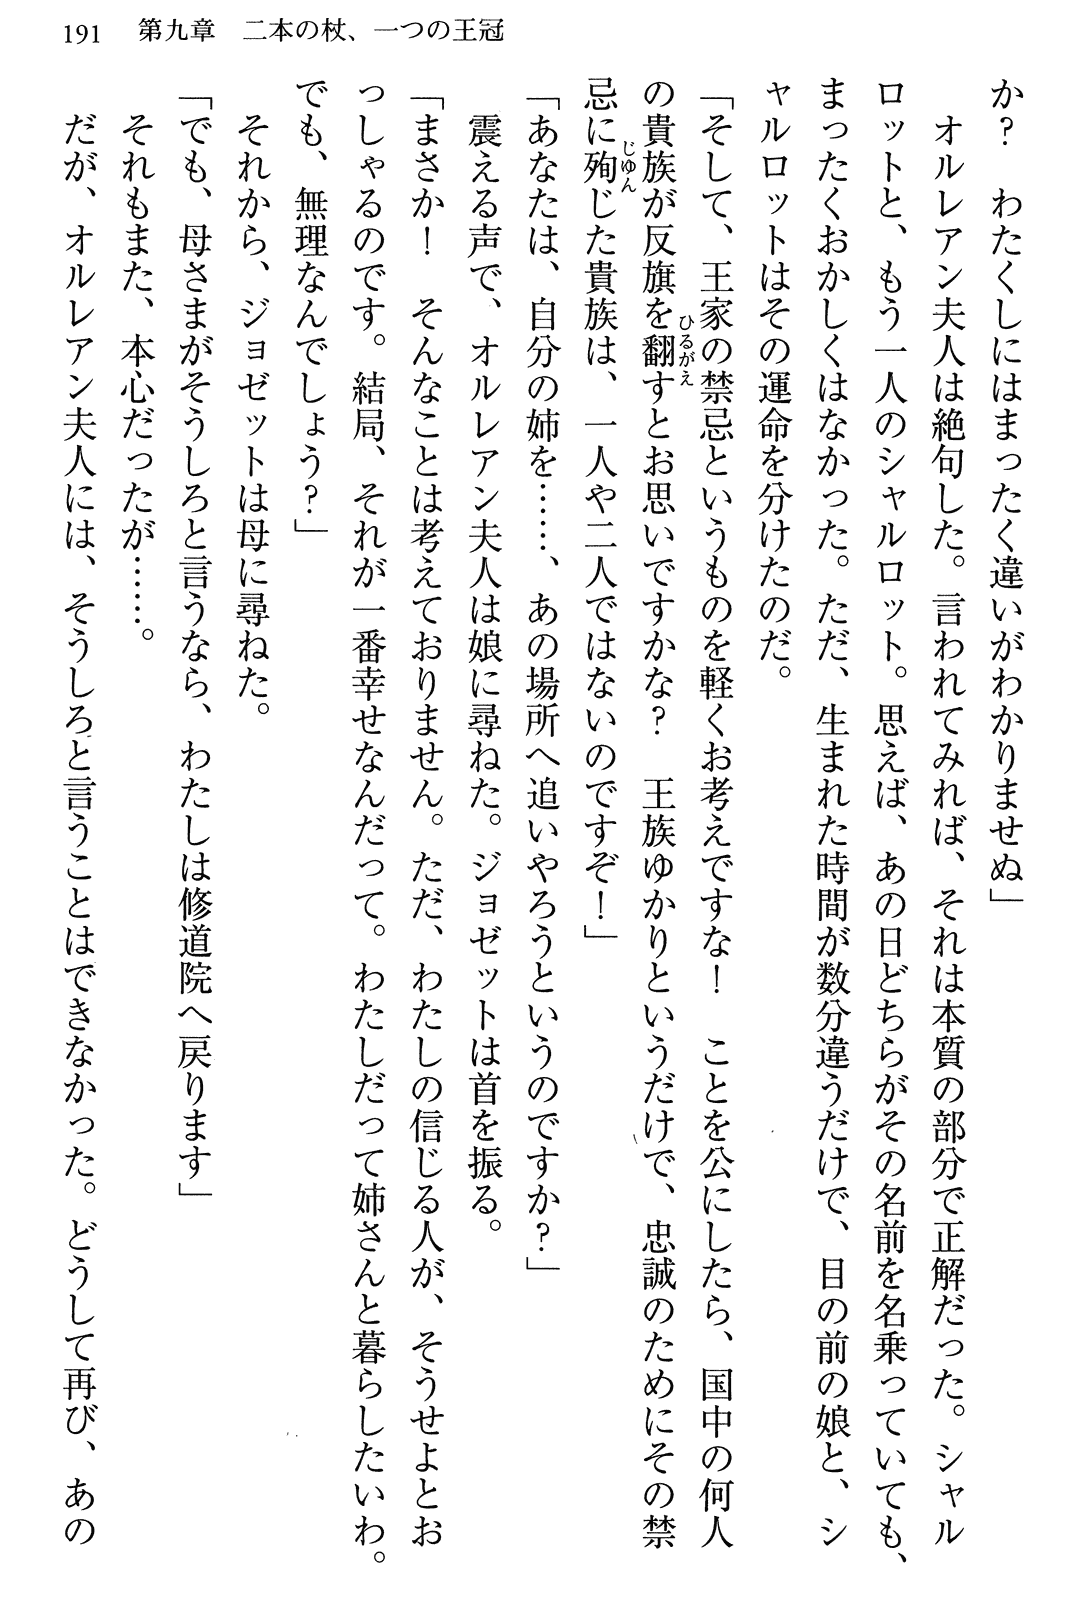 191　第九章　二本の杖、一つの王冠
か？　わたくしにはまったく違いがわかりませぬ」
　オルレアン夫人は絶句した。言われてみれば、それは本質の部分で正解だった。シャル
ロットと、もう一人のシャルロット。思えば、あの日どちらがその名前を名乗っていても、
まったくおかしくはなかった。ただ、生まれた時間が数分違うだけで、目の前の娘と、シ
ャルロットはその運命を分けたのだ。
「そして、王家の禁忌というものを軽くお考えですな！　ことを公にしたら、国中の何人
の貴族が反旗を翻すとお思いですかな？　王族ゆかりというだけで、忠誠のためにその禁
ひるがえ
忌に殉じた貴族は、一人や二人ではないのですぞ！」
じゆん
「あなたは、自分の姉を……、あの場所へ追いやろうというのですか？」
　震える声で、オルレアン夫人は娘に尋ねた。ジョゼットは首を振る。
「まさか！　そんなことは考えておりません。ただ、わたしの信じる人が、そうせよとお
っしゃるのです。結局、それが一番幸せなんだって。わたしだって姉さんと暮らしたいわ。
でも、無理なんでしょう？」
　それから、ジョゼットは母に尋ねた。
「でも、母さまがそうしろと言うなら、わたしは修道院へ戻ります」
　それもまた、本心だったが……。
　だが、オルレアン夫人には、そうしろと言うことはできなかった。どうして再び、あの